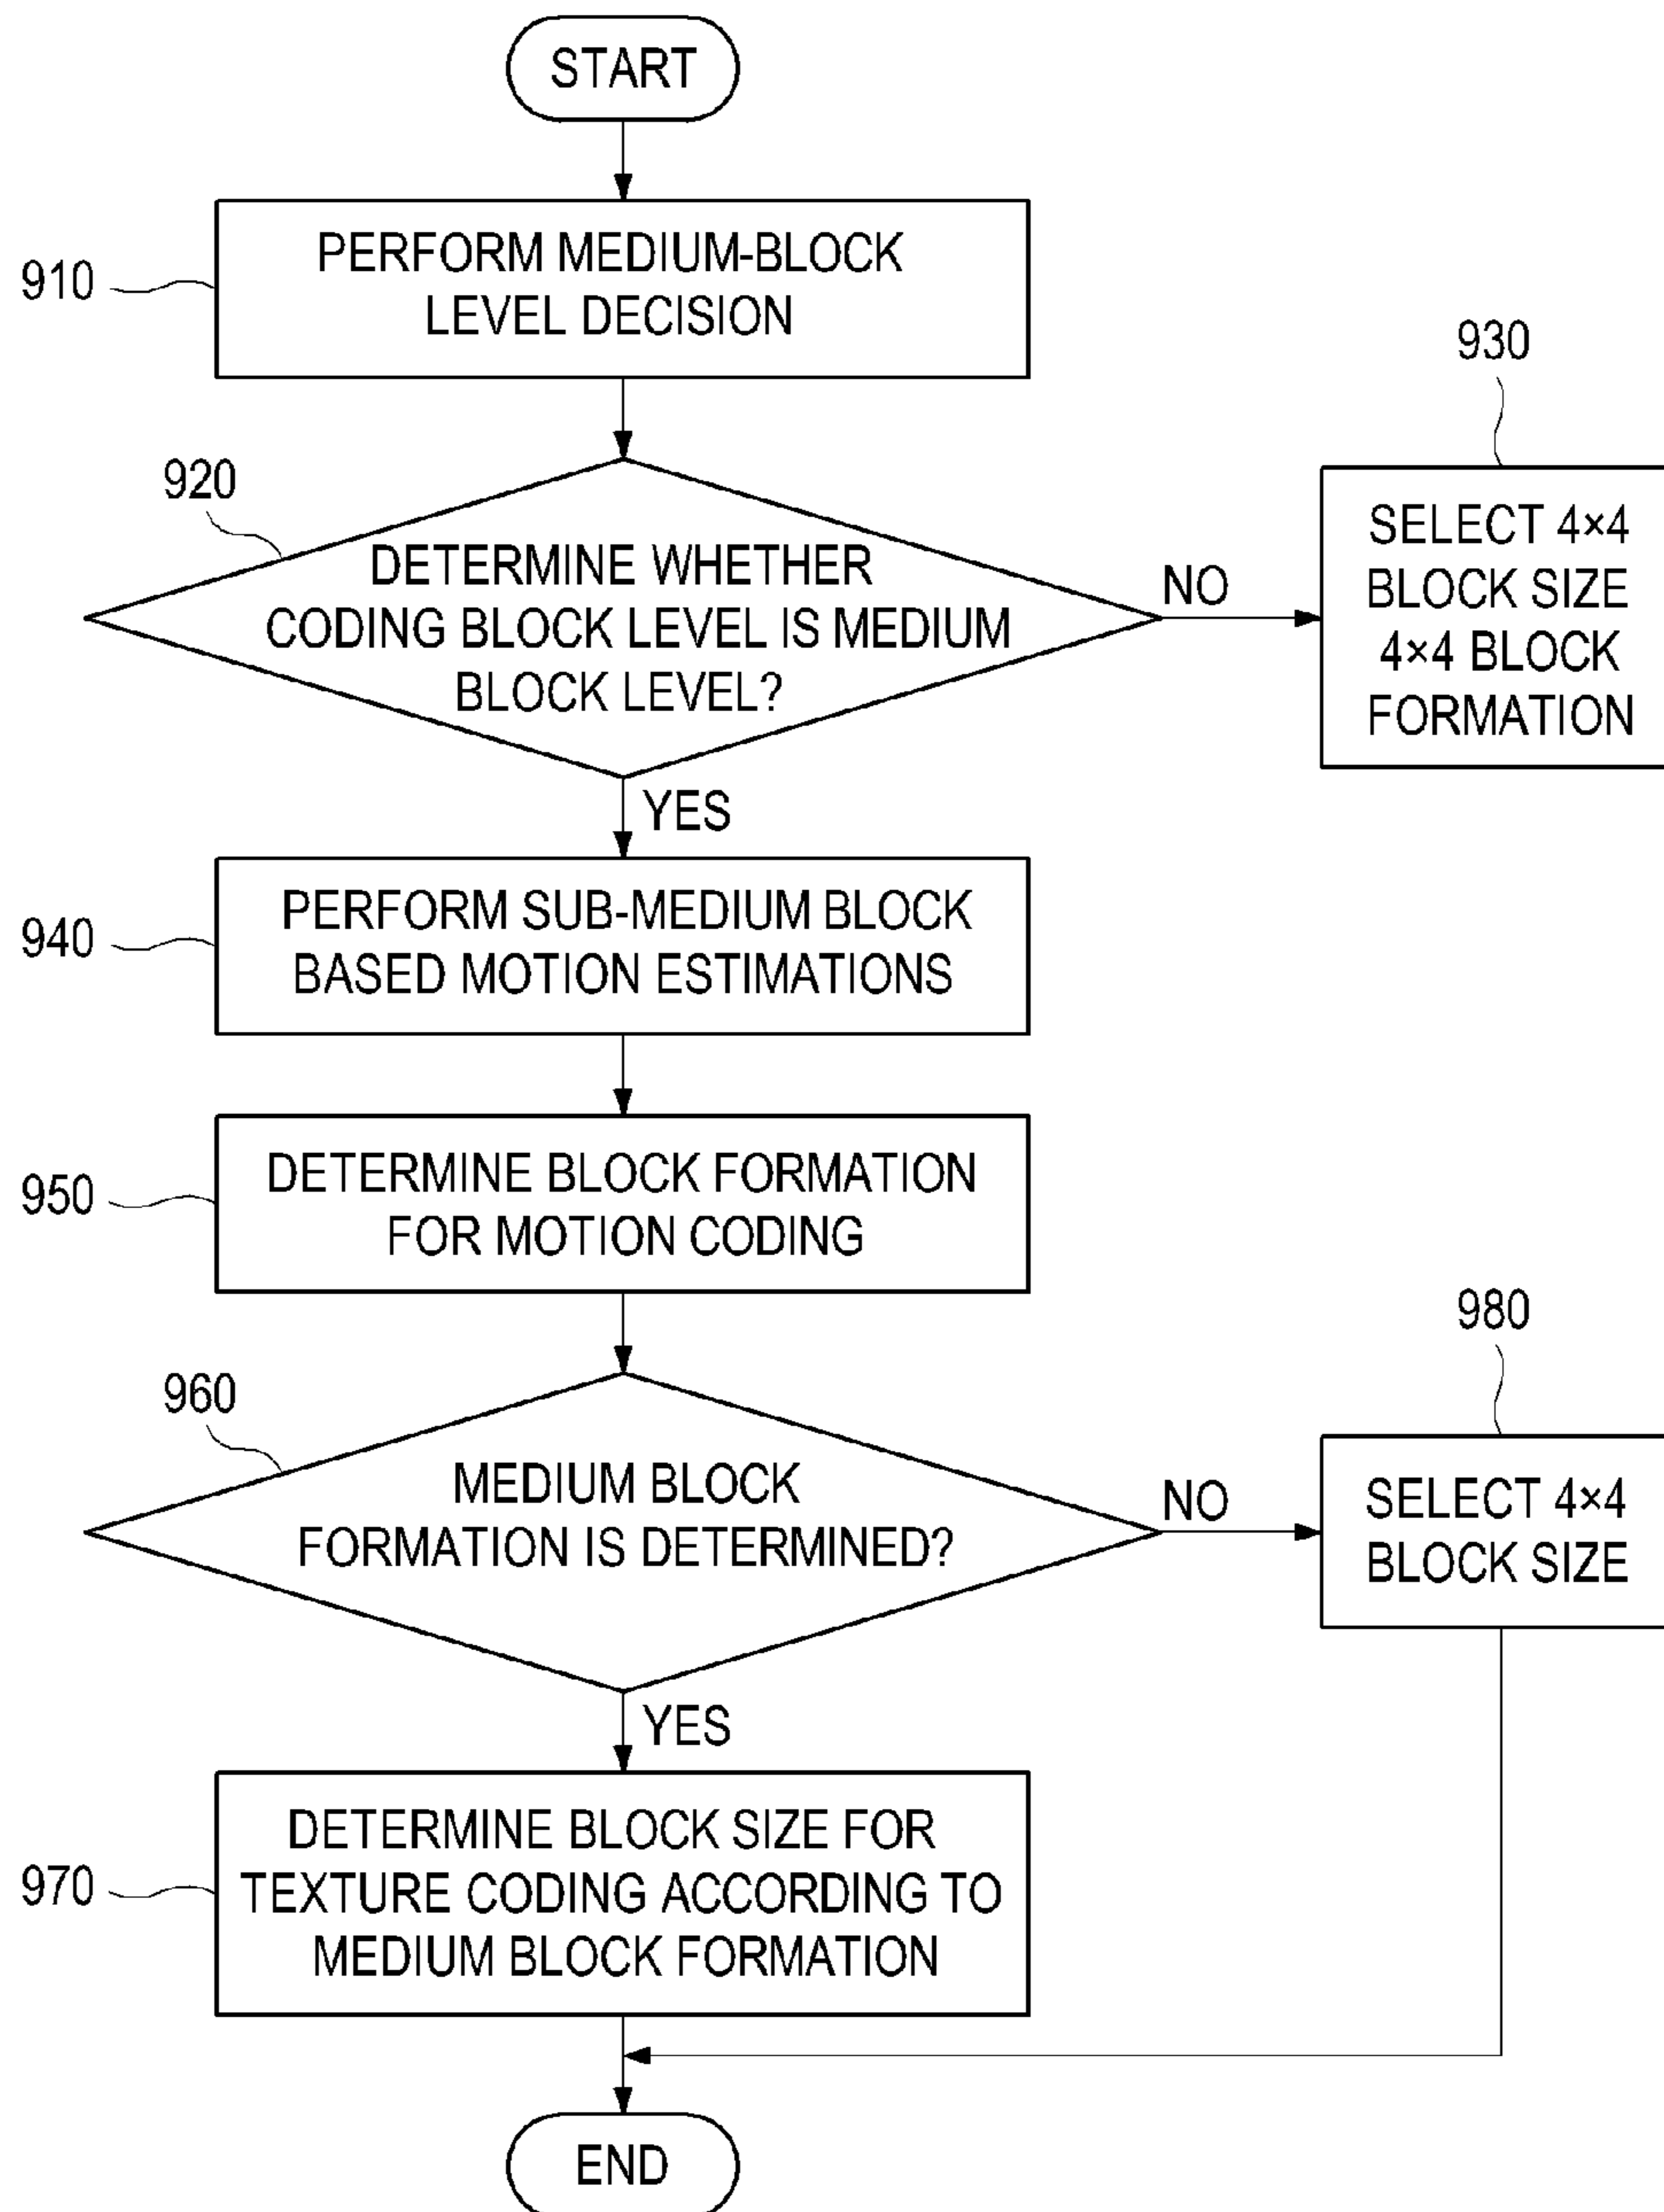 START
910
PERFORM MEDIUM-BLOCK
LEVEL DECISION
920
DETERMINE WHETHER
CODING BLOCK LEVEL IS MEDIUM
BLOCK LEVEL?
NO
930
SELECT 4×4
BLOCK SIZE
4×4 BLOCK
FORMATION
YES
940
PERFORM SUB-MEDIUM BLOCK
BASED MOTION ESTIMATIONS
950
DETERMINE BLOCK FORMATION
FOR MOTION CODING
960
MEDIUM BLOCK
FORMATION IS DETERMINED?
NO
980
SELECT 4×4
BLOCK SIZE
YES
970
DETERMINE BLOCK SIZE FOR
TEXTURE CODING ACCORDING TO
MEDIUM BLOCK FORMATION
END